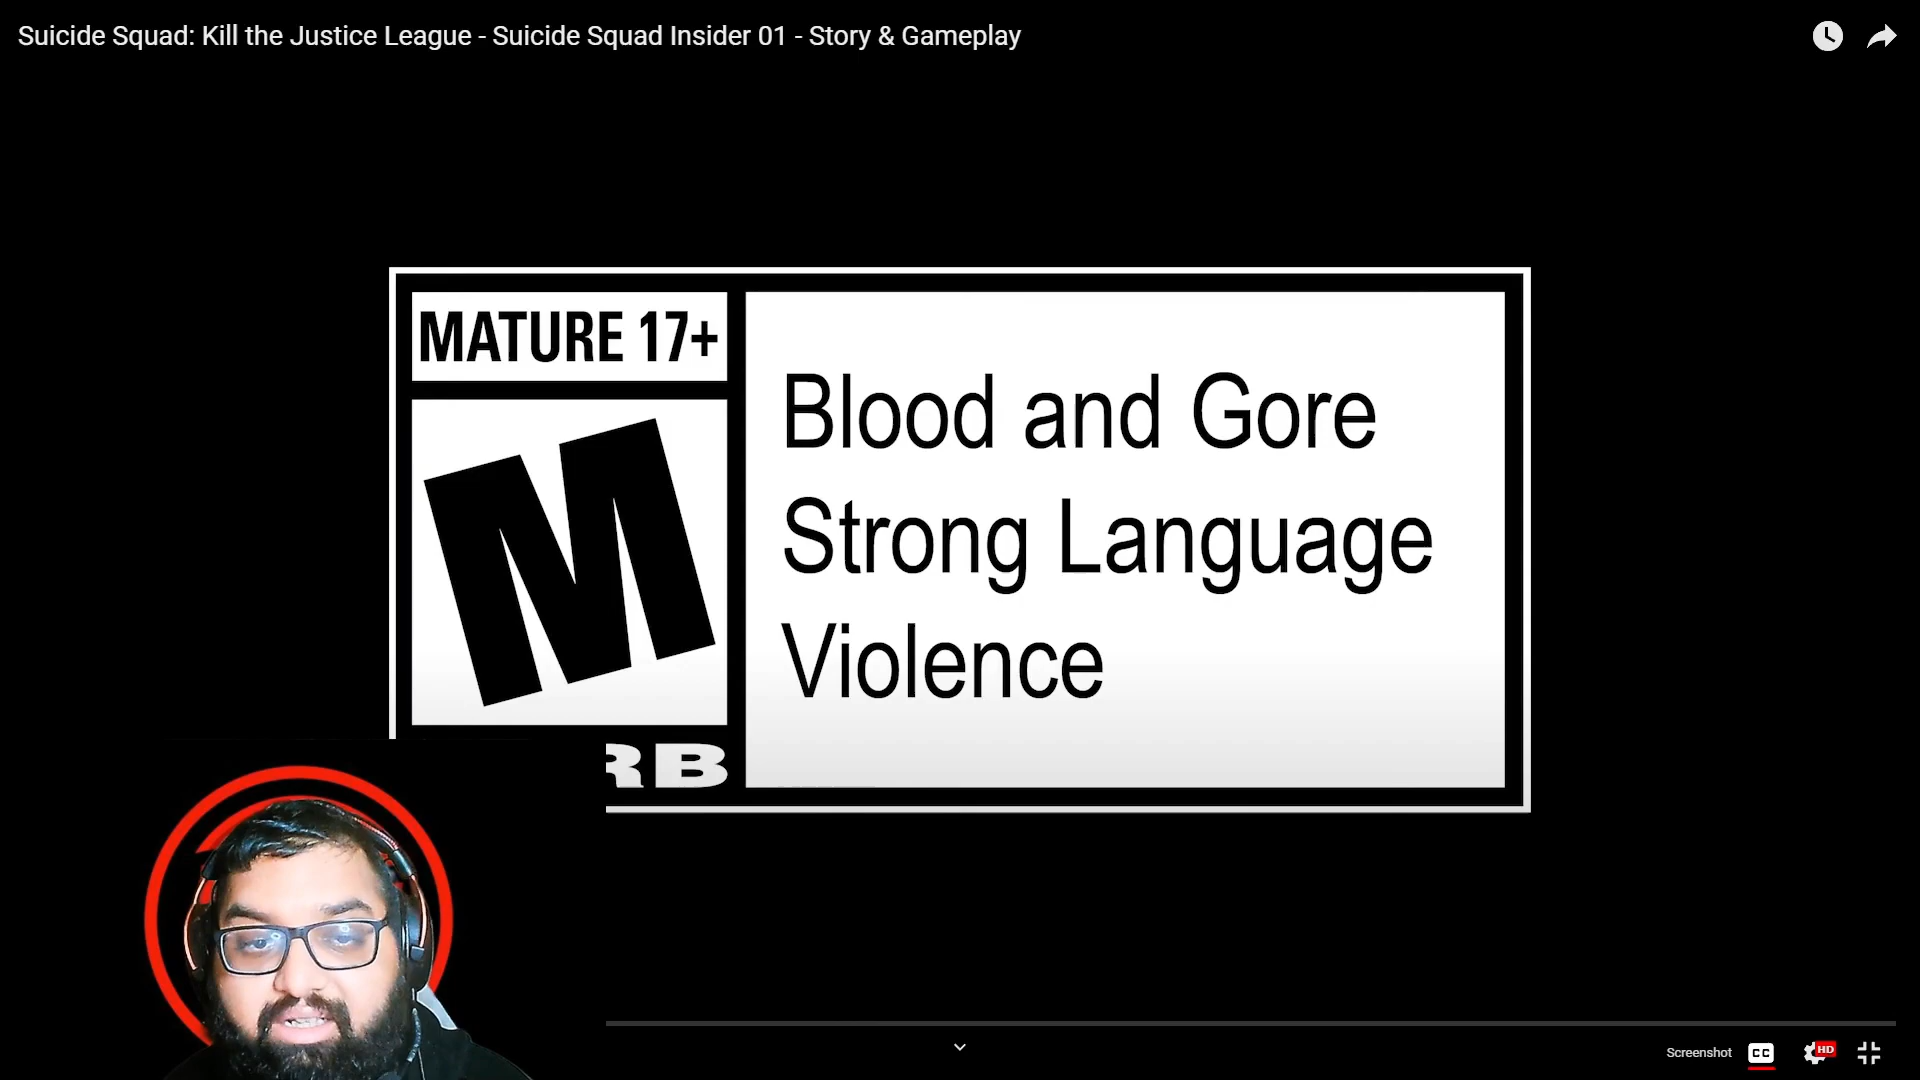 Suicide Squad: Kill the Justice League - Suicide Squad Insider 01 - Story & Gameplay
MATURE 17+
M
RB
Blood and Gore
Strong Language
Violence
Screenshot
CC
HD